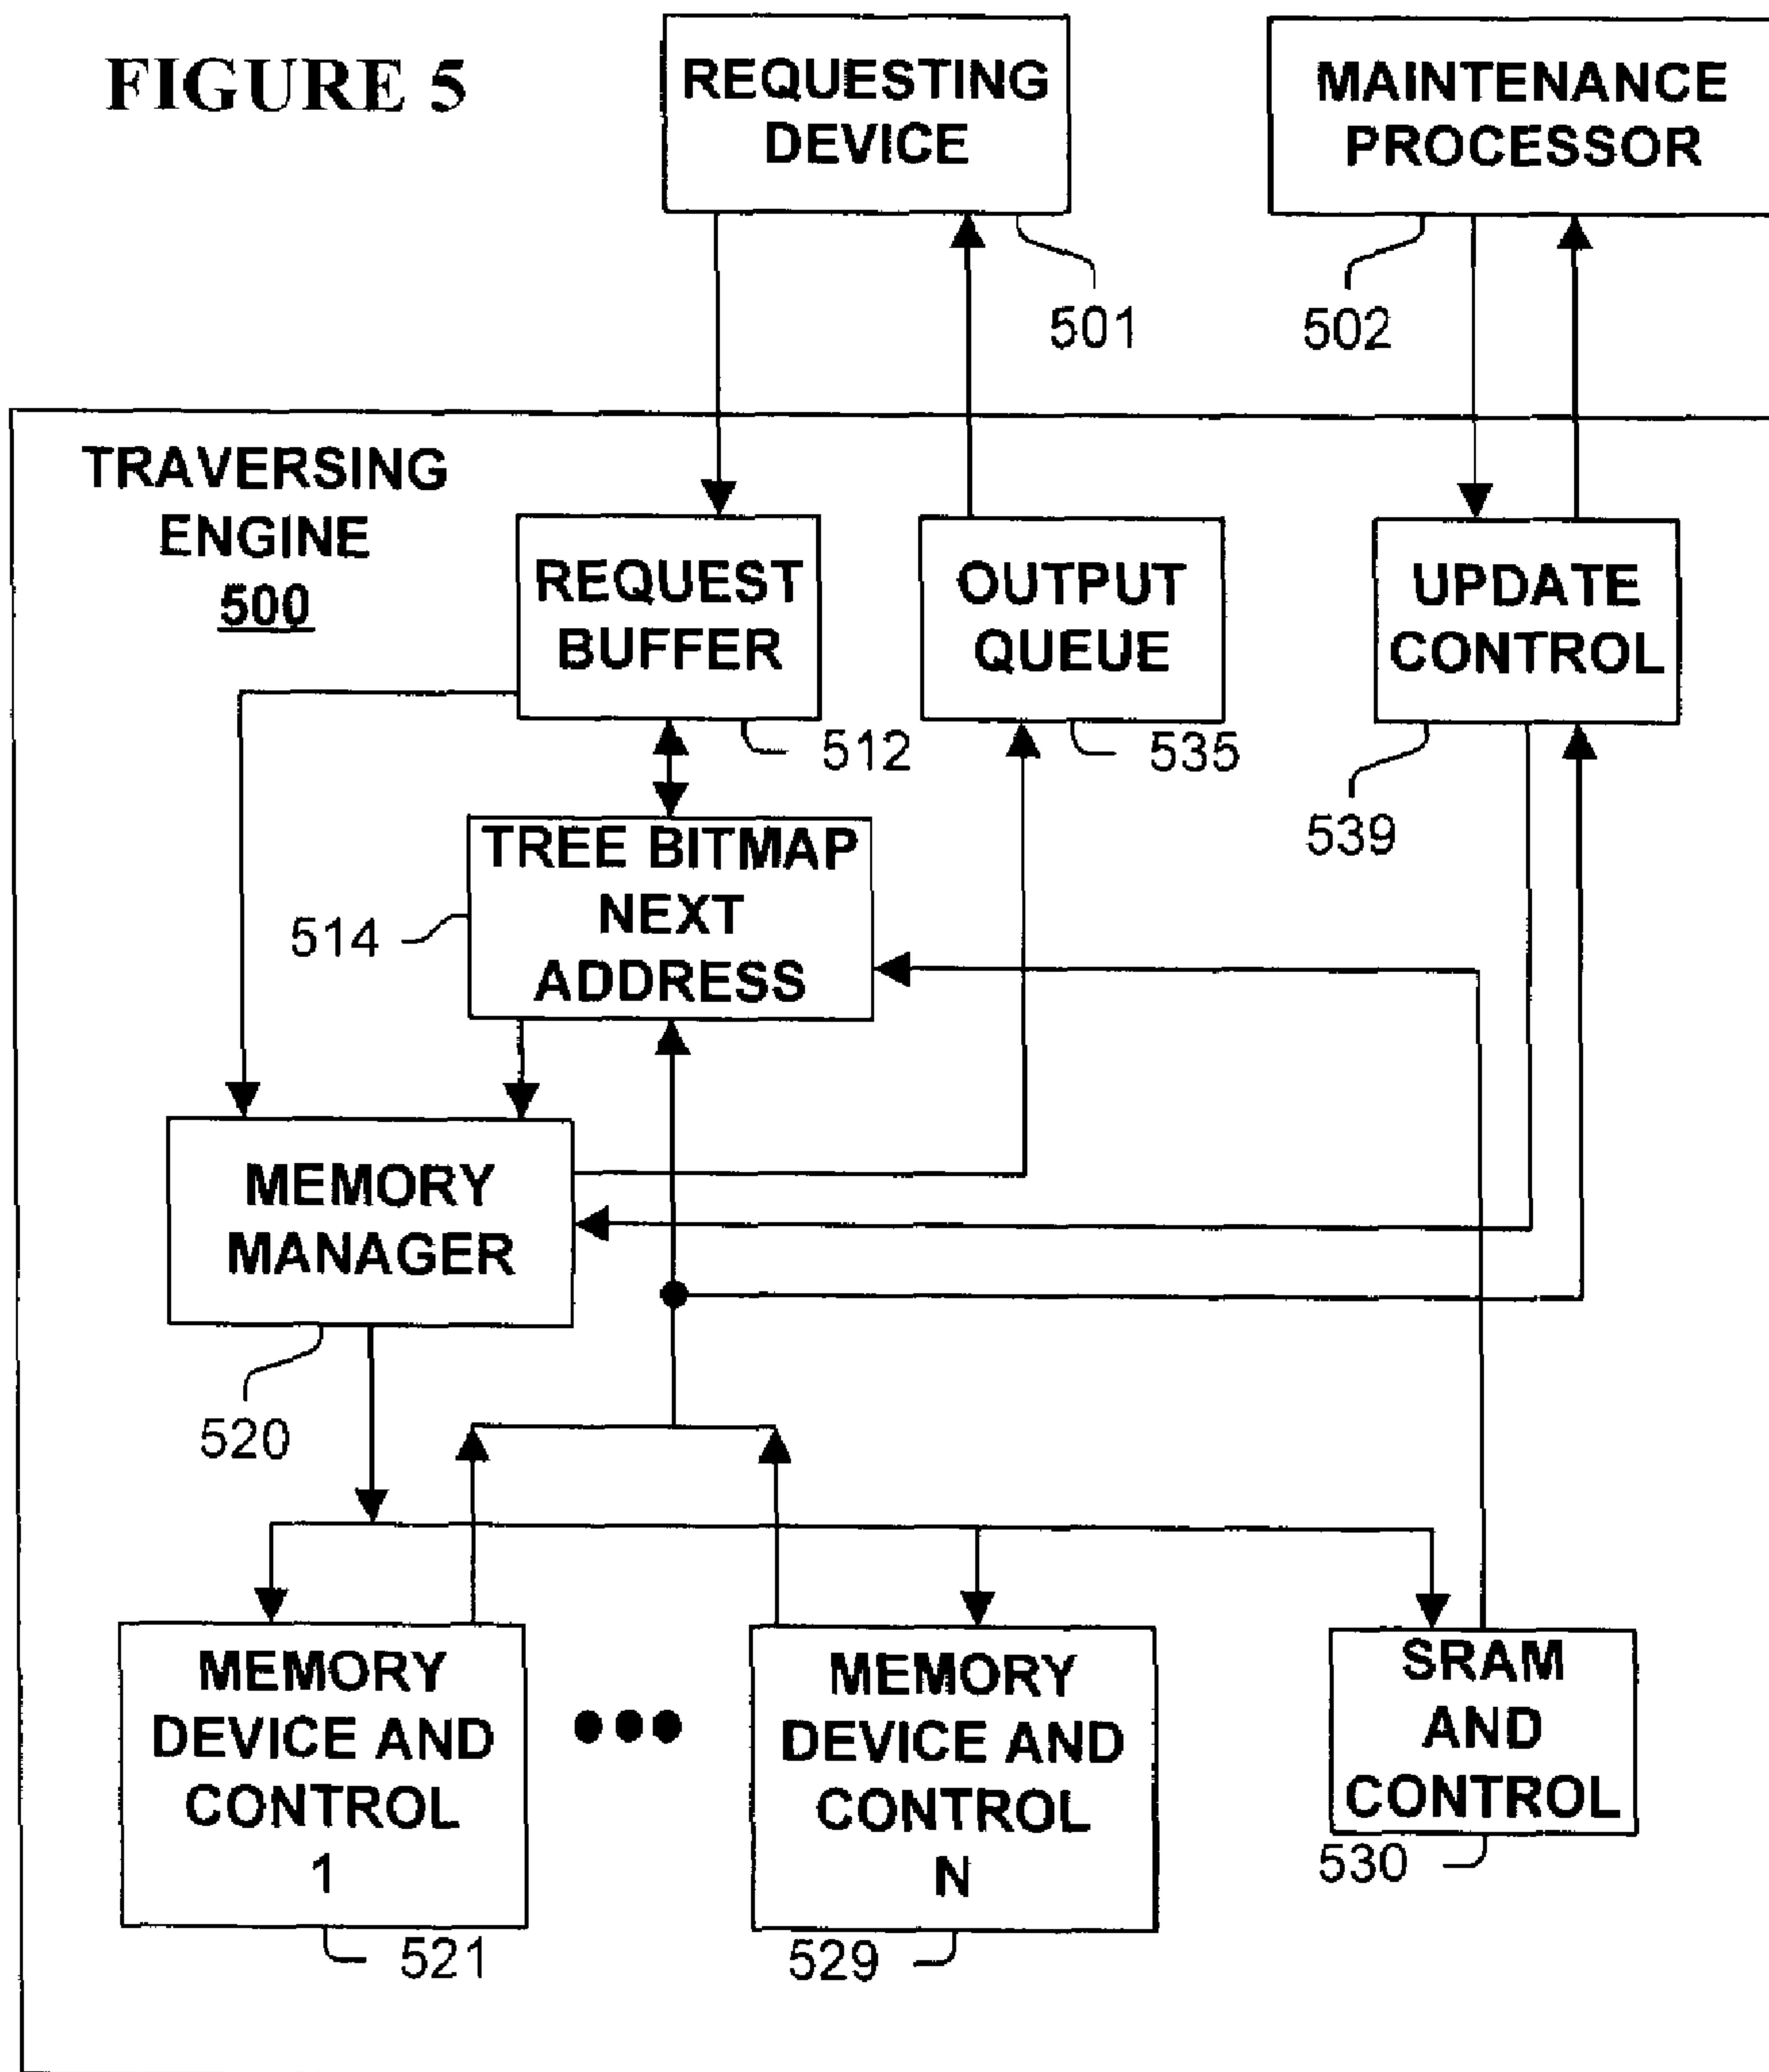 FIGURE 5
REQUESTING
DEVICE
501
MAINTENANCE
PROCESSOR
502
TRAVERSING
ENGINE
500
REQUEST
BUFFER
512
OUTPUT
QUEUE
535
UPDATE
CONTROL
539
TREE BITMAP
NEXT
ADDRESS
514
MEMORY
MANAGER
520
MEMORY
DEVICE AND
CONTROL
1
521
MEMORY
DEVICE AND
CONTROL
N
529
SRAM
AND
CONTROL
530